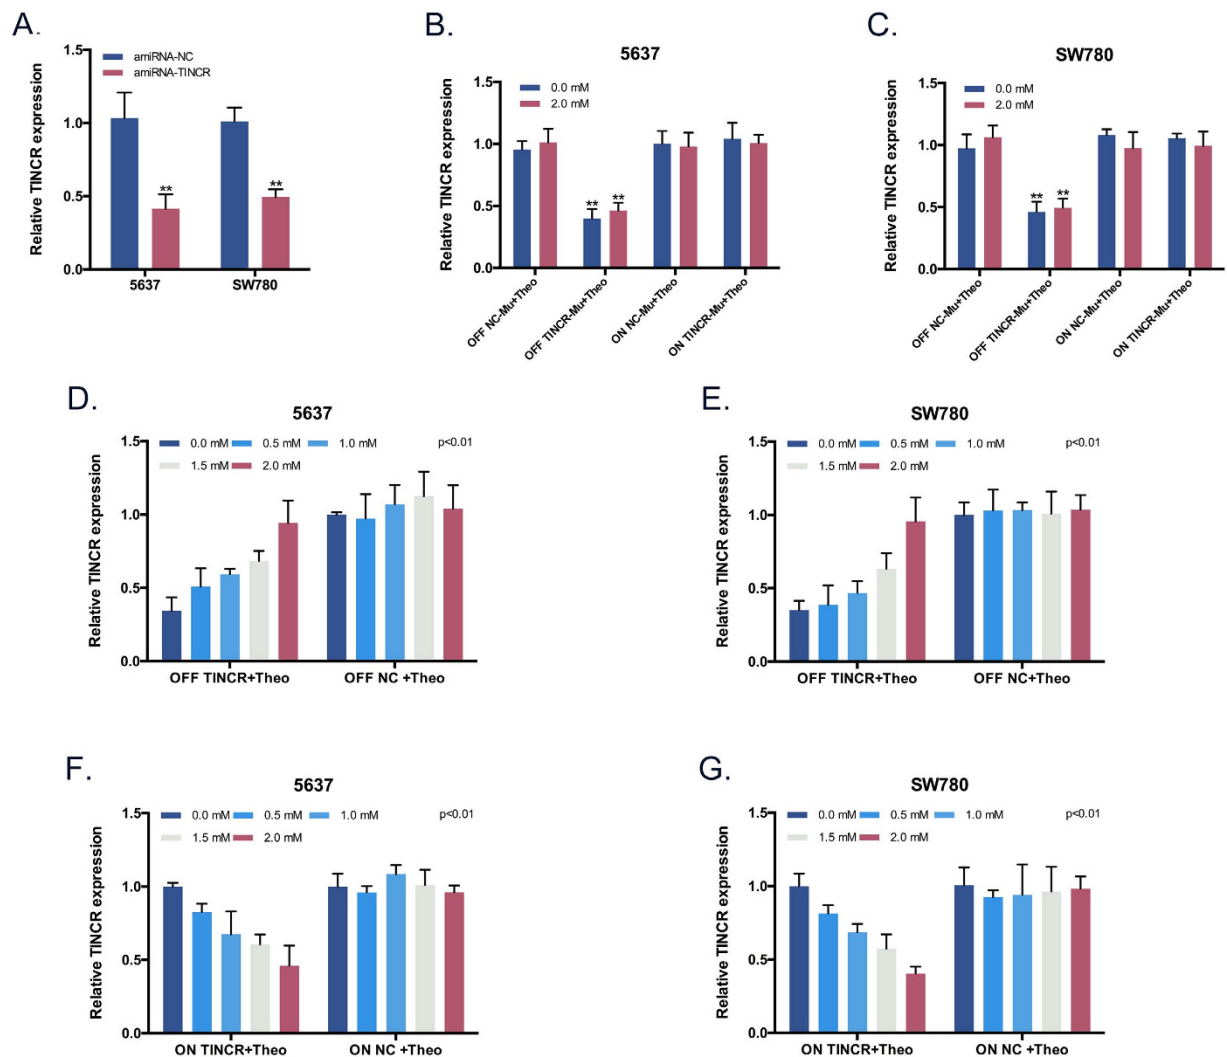 A.
1.5
1.0
0.5
0.0
Relative TINCR expression
amiRNA-NC
amiRNA-TINCR
**
**
5637
SW780
B.
5637
1.5
1.0
0.5
0.0
Relative TINCR expression
0.0 mM
2.0 mM
** **
OFF NC-Mu+Theo
OFF TINCR-Mu+Theo
ON NC-Mu+Theo
ON TINCR-Mu+Theo
C.
SW780
1.5
1.0
0.5
0.0
Relative TINCR expression
0.0 mM
2.0 mM
** **
OFF NC-Mu+Theo
OFF TINCR-Mu+Theo
ON NC-Mu+Theo
ON TINCR-Mu+Theo
D.
5637
1.5
1.0
0.5
0.0
Relative TINCR expression
0.0 mM 0.5 mM 1.0 mM p<0.01
1.5 mM 2.0 mM
OFF TINCR+Theo OFF NC +Theo
E.
SW780
1.5
1.0
0.5
0.0
Relative TINCR expression
0.0 mM 0.5 mM 1.0 mM p<0.01
1.5 mM 2.0 mM
OFF TINCR+Theo OFF NC+Theo
F.
5637
1.5
1.0
0.5
0.0
Relative TINCR expression
0.0 mM 0.5 mM 1.0 mM p<0.01
1.5 mM 2.0 mM
ON TINCR+Theo ON NC +Theo
G.
SW780
1.5
1.0
0.5
0.0
Relative TINCR expression
0.0 mM 0.5 mM 1.0 mM p<0.01
1.5 mM 2.0 mM
ON TINCR+Theo ON NC +Theo